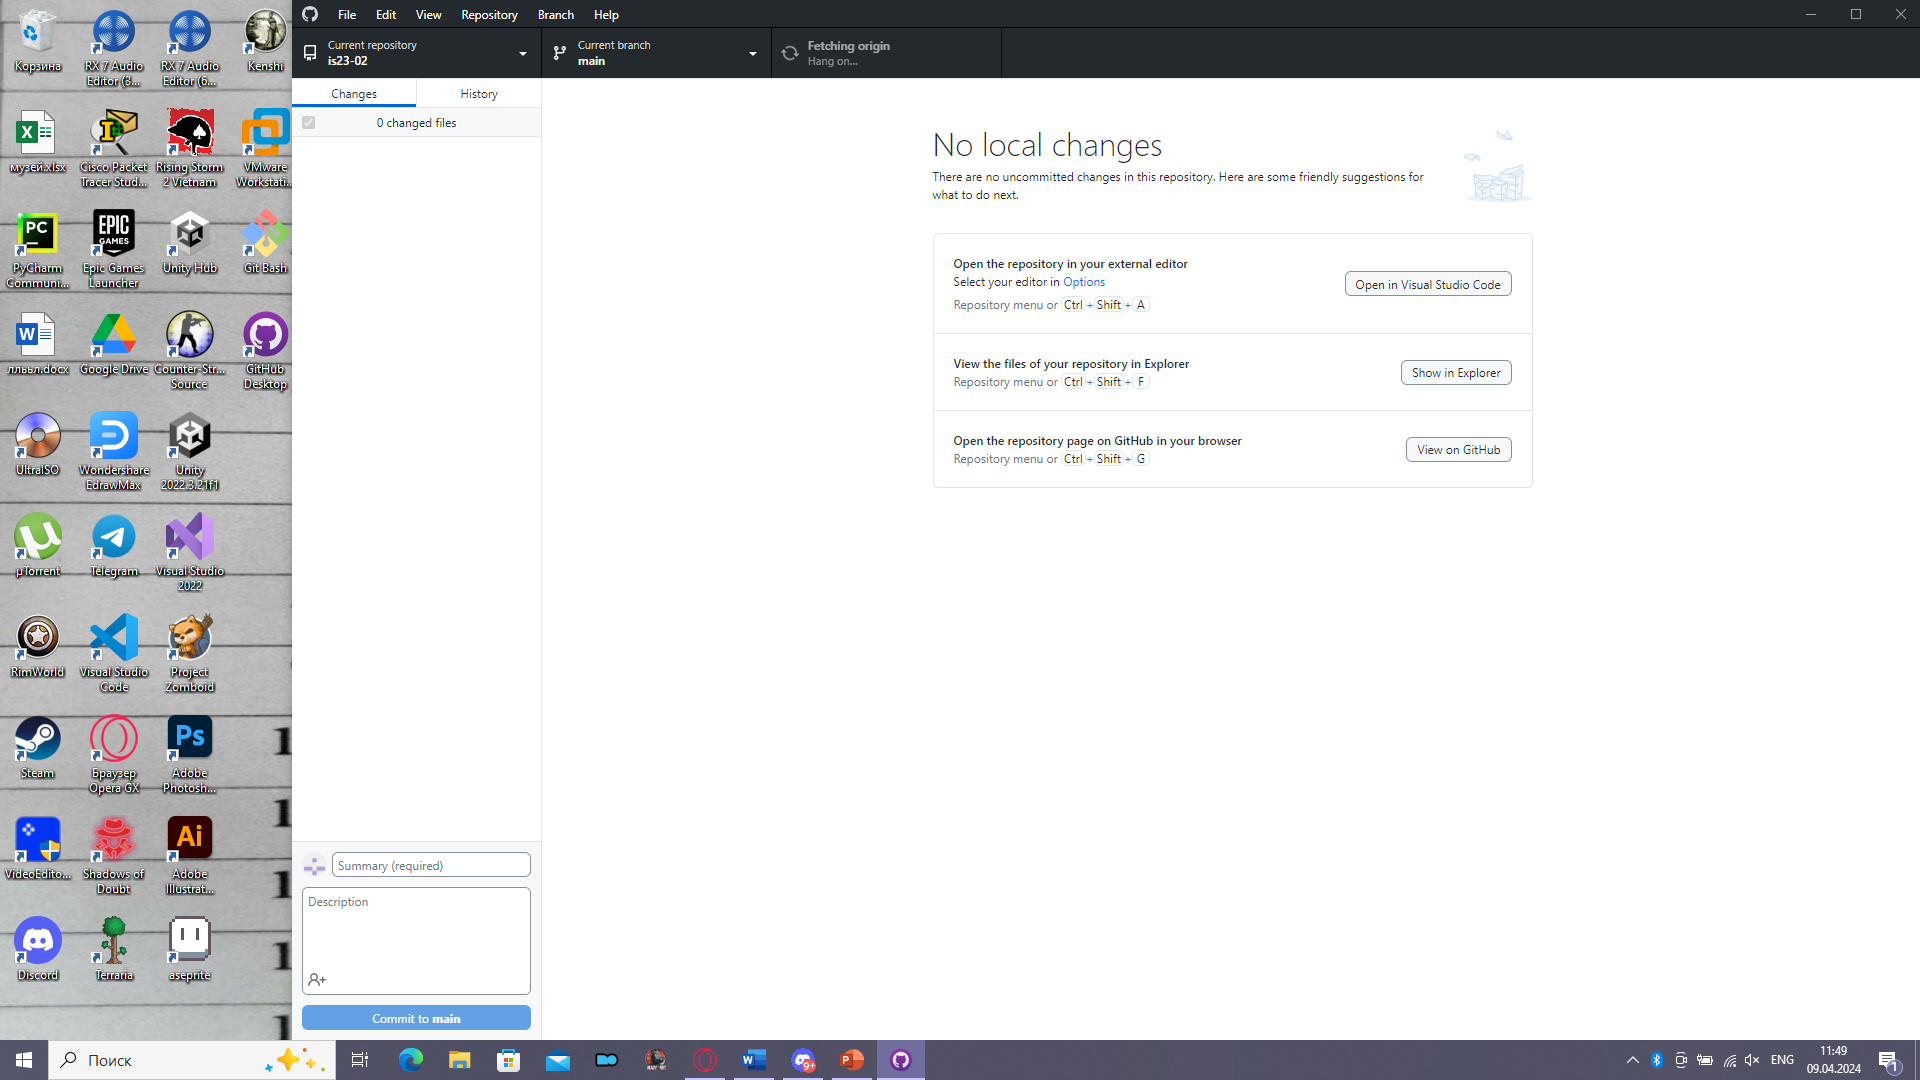 File Edit View Repository Branch Help
Current repository
is23-02
Current branch
main
Fetching origin
Hang on...
Changes
History
0 changed files
No local changes
There are no uncommitted changes in this repository. Here are some friendly suggestions for
what to do next.
Open the repository in your external editor
Select your editor in Options
Repository menu or Ctrl + Shift + A
Open in Visual Studio Code
View the files of your repository in Explorer
Repository menu or Ctrl + Shift + F
Show in Explorer
Open the repository page on GitHub in your browser
Repository menu or Ctrl + Shift + G
View on GitHub
Summary (required)
Description
Commit to main
Корзина
RX 7 Audio
Editor (3...
RX 7 Audio
Editor (6...
Kenshi
музей.xlsx
Cisco Packet
Tracer Stud...
Rising Storm
2 Vietnam
VMware
Workstati...
PC
PyCharm
Communi...
EPIC
GAMES
Epic Games
Launcher
Unity Hub
Git Bash
W
ллььл.docx
Google Drive
Counter-Str...
Source
GitHub
Desktop
UltraISO
Wondershare
EdrawMax
Unity
2022.3.21f1
µTorrent
Telegram
Visual Studio
2022
RimWorld
Visual Studio
Code
Project
Zomboid
Steam
Браузер
Opera GX
Ps
Adobe
Photosh...
VideoEdito...
Shadows of
Doubt
Ai
Adobe
Illustrat...
Discord
Terraria
aseprite
Поиск
9+
ENG
11:49
09.04.2024
1